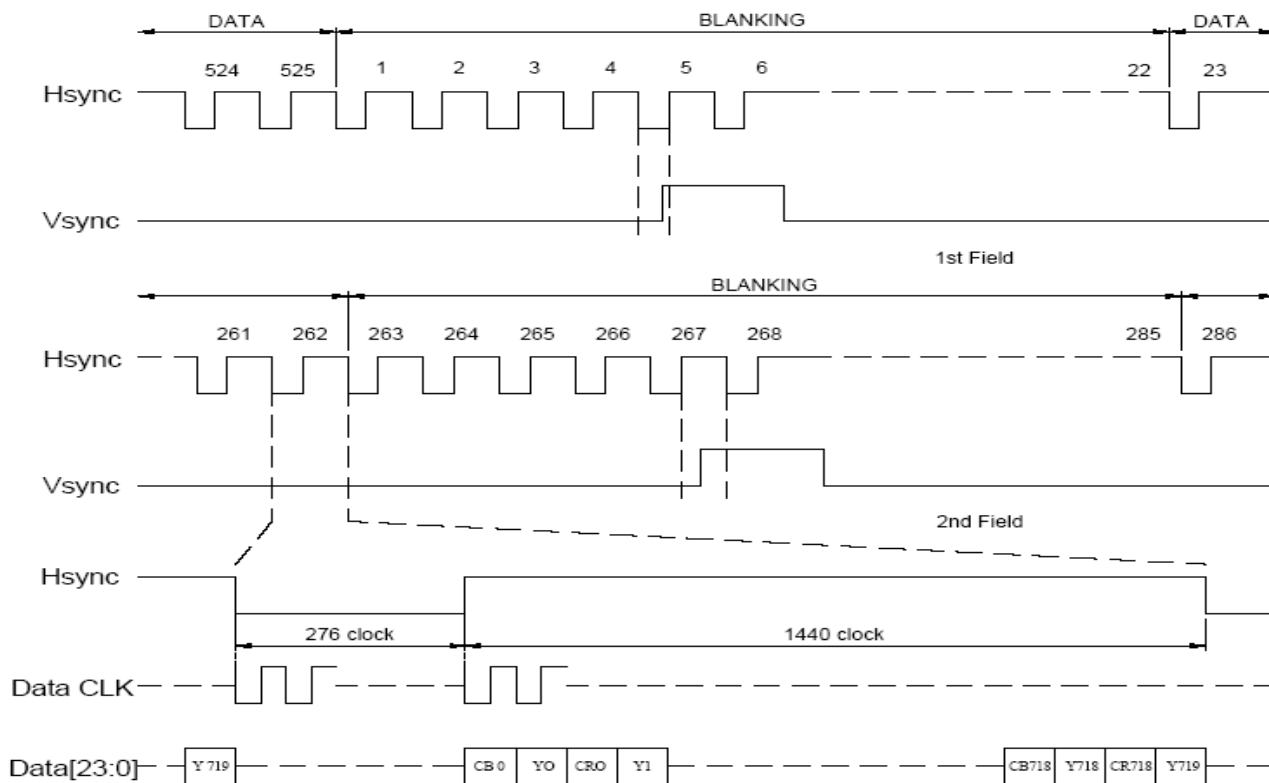 DATA BLANKING DATA
524 525 1 2 3 4 5 6 22 23
Hsync
Vsync
1st Field
BLANKING
261 262 263 264 265 266 267 268 285 286
Hsync
Vsync
2nd Field
Hsync
276 clock 1440 clock
Data CLK
Data[23:0] Y719 CB0 Y0 CR0 Y1 CB718 Y718 CR718 Y719